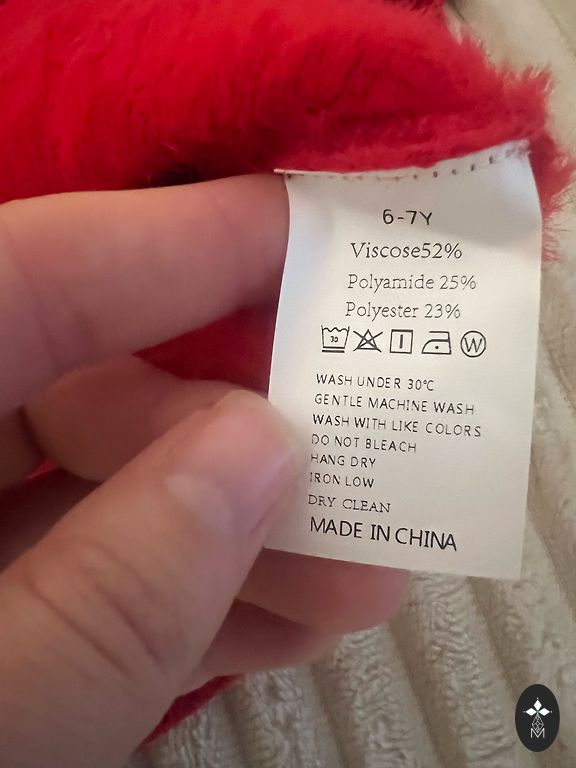 6-7Y
Viscose52%
Polyamide 25%
Polyester 23%
30 W
WASH UNDER 30℃
GENTLE MACHINE WASH
WASH WITH LIKE COLORS
DO NOT BLEACH
HANG DRY
IRON LOW
DRY CLEAN
MADE IN CHINA
M